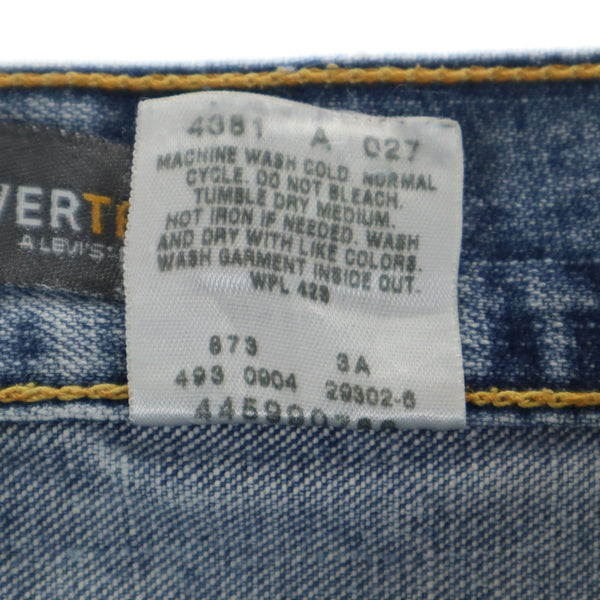 4381 A 027
MACHINE WASH COLD. NORMAL
CYCLE. DO NOT BLEACH.
TUMBLE DRY MEDIUM.
HOT IRON IF NEEDED. WASH
AND DRY WITH LIKE COLORS.
WASH GARMENT INSIDE OUT.
WPL 423
873 3A
493 0904 29302-6
VERT
A LEVI'S